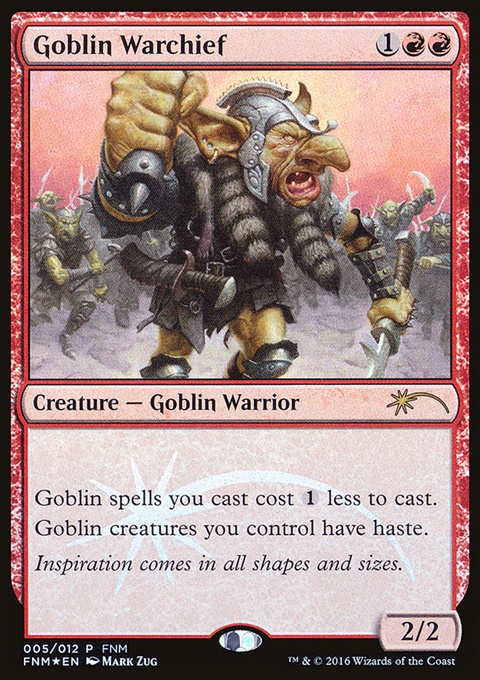 Goblin Warchief 1
Creature — Goblin Warrior
Goblin spells you cast cost 1 less to cast.
Goblin creatures you control have haste.
Inspiration comes in all shapes and sizes.
2/2
005/012 P FNM
FNM★EN Mark Zug
™ & © 2016 Wizards of the Coast